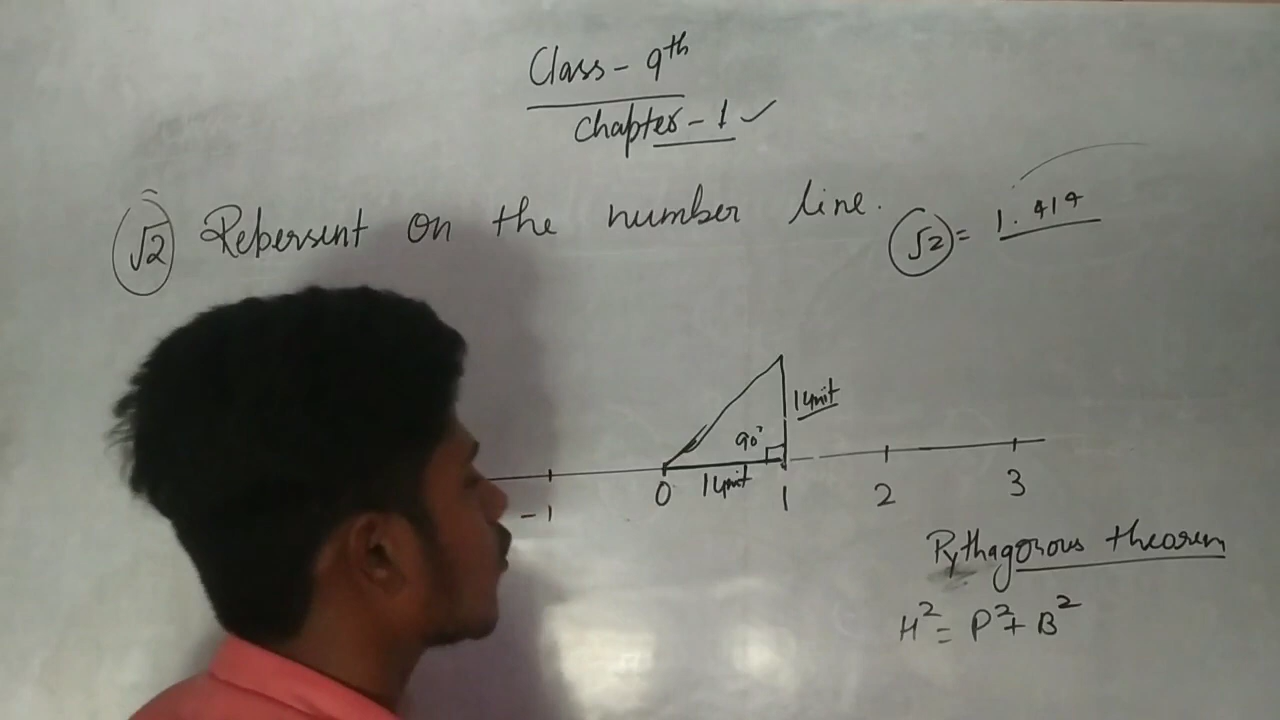 Class - 9th
Chapter - 1 ✓
√2 Repersent on the number line. √2 = 1.414
1 unit
90°
1 unit
-1 0 1 2 3
Pythagorous theorem
H² = P² + B²